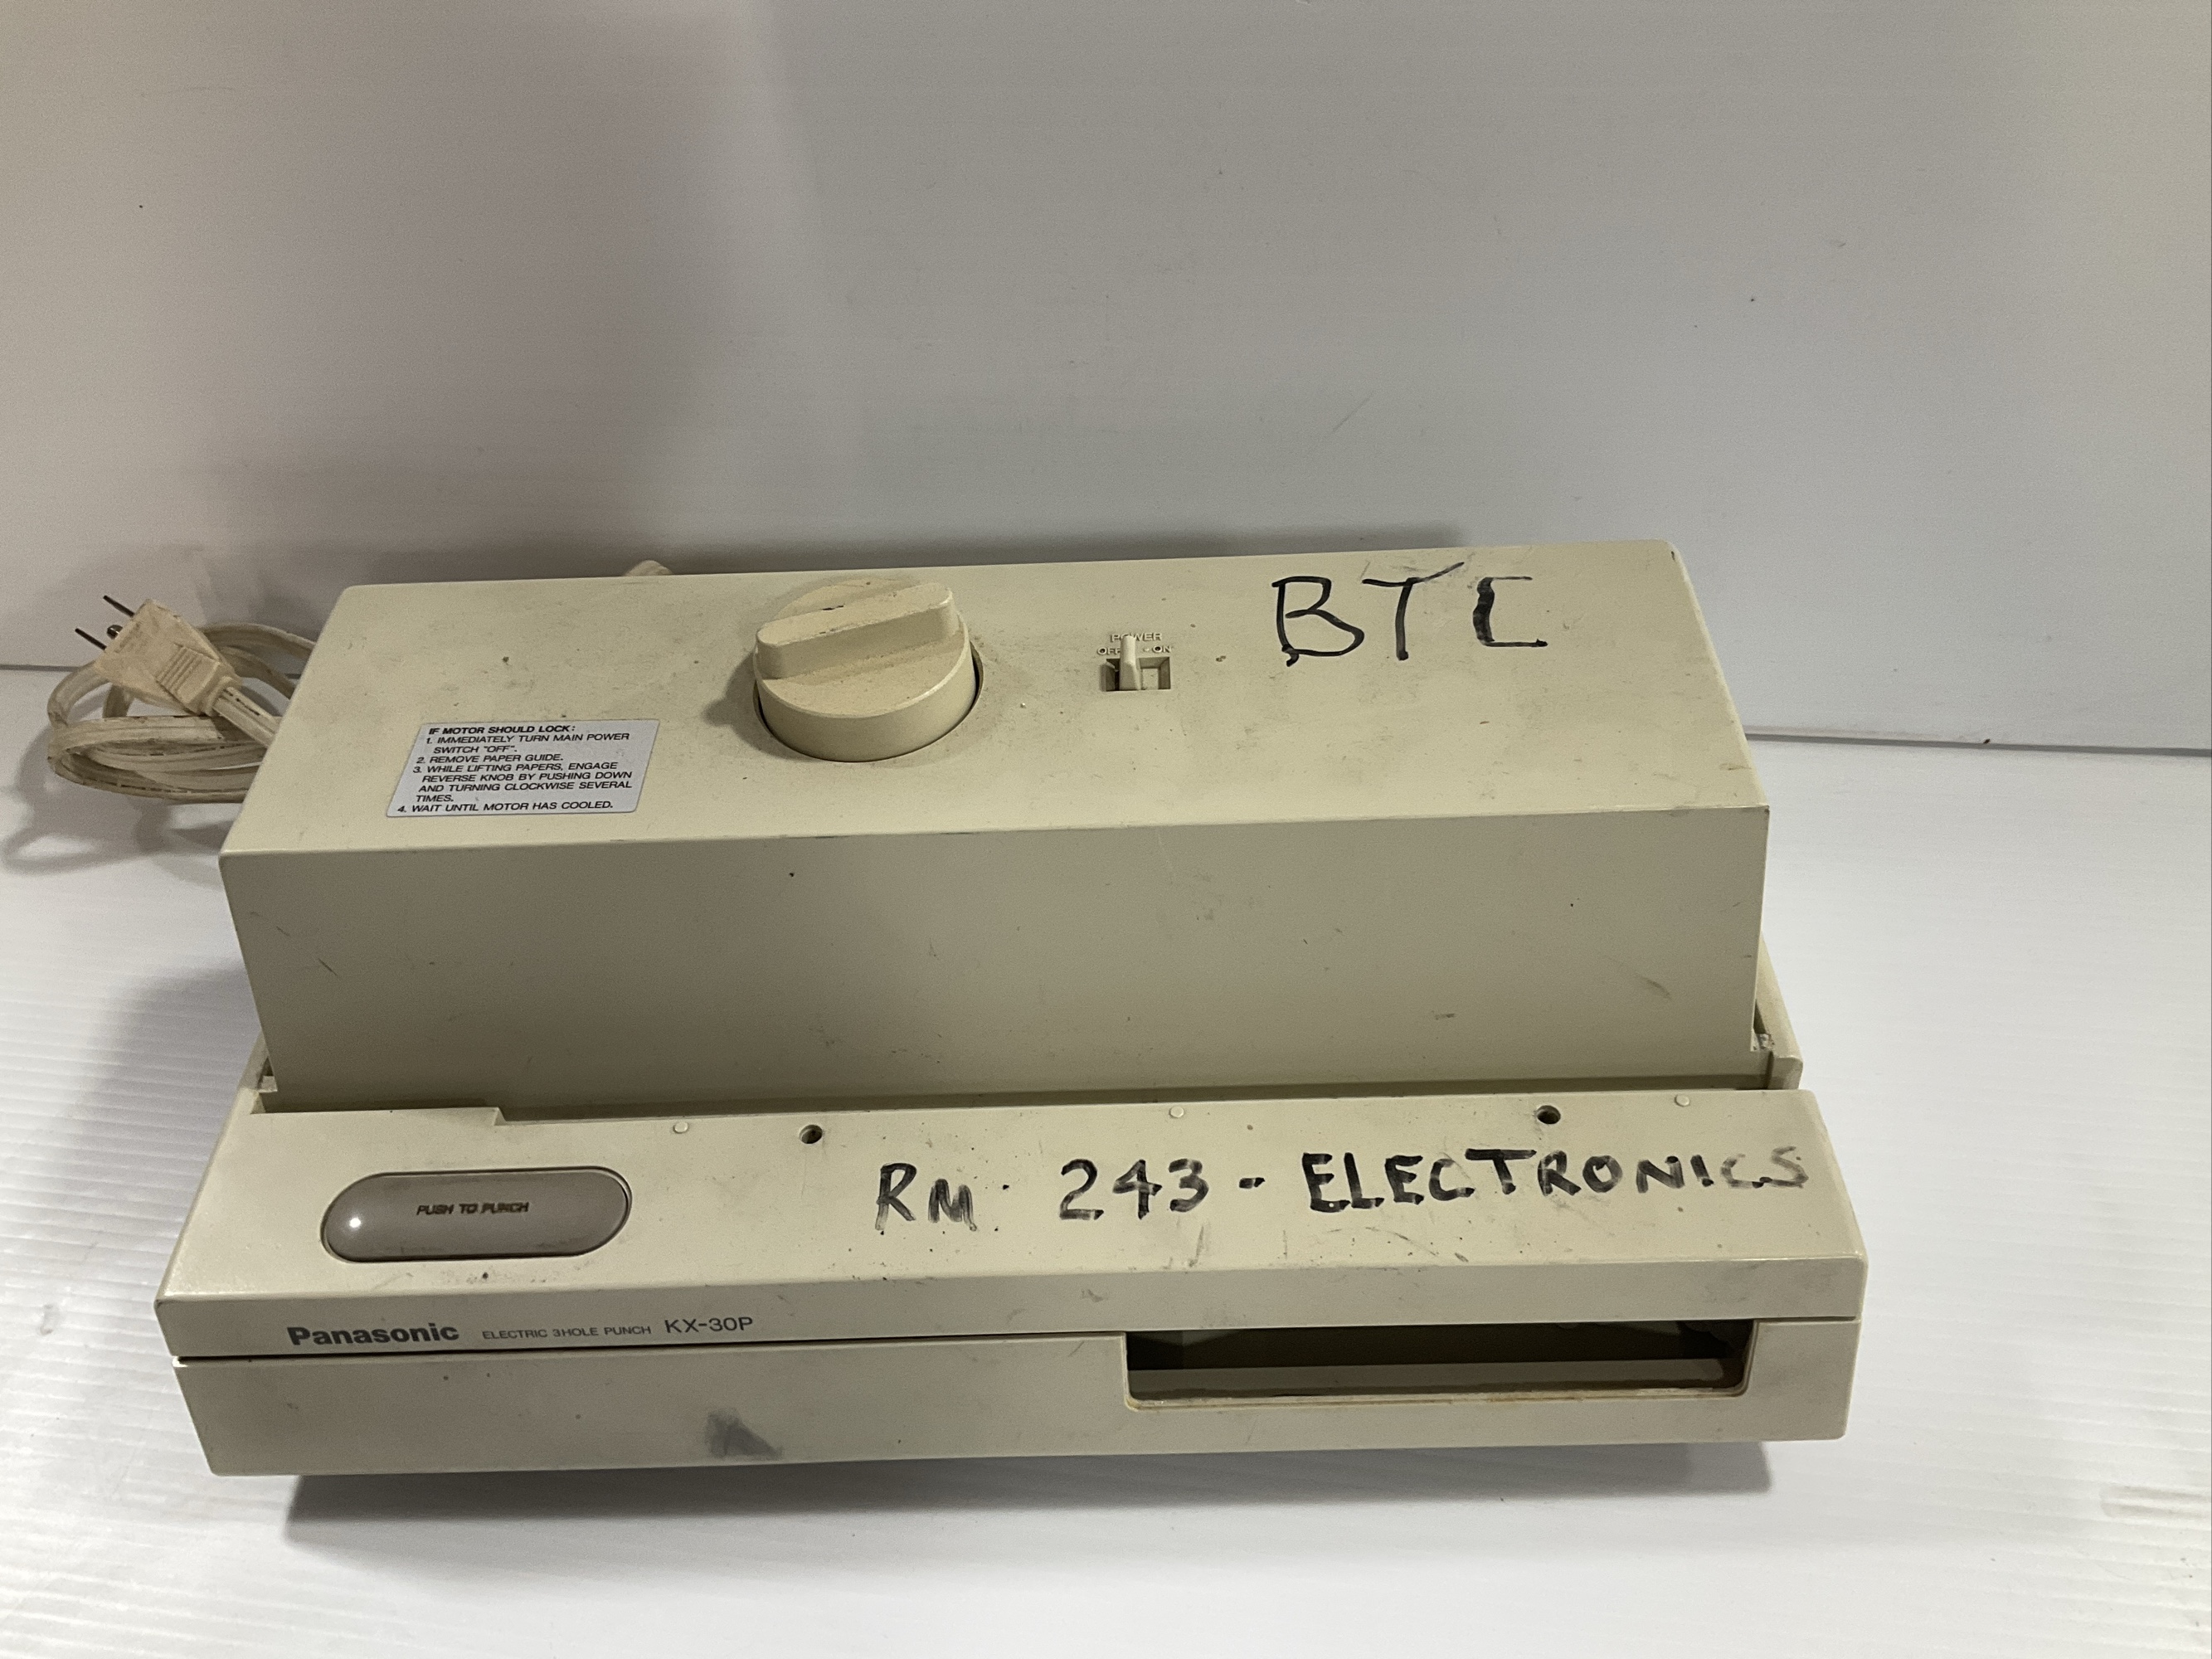 BTC
POWER
OFF • ON
IF MOTOR SHOULD LOCK:
1. IMMEDIATELY TURN MAIN POWER
SWITCH "OFF".
2. REMOVE PAPER GUIDE.
3. WHILE LIFTING PAPERS, ENGAGE
REVERSE KNOB BY PUSHING DOWN
AND TURNING CLOCKWISE SEVERAL
TIMES.
4. WAIT UNTIL MOTOR HAS COOLED.
RM. 243 - ELECTRONICS
PUSH TO PUNCH
Panasonic ELECTRIC 3HOLE PUNCH KX-30P